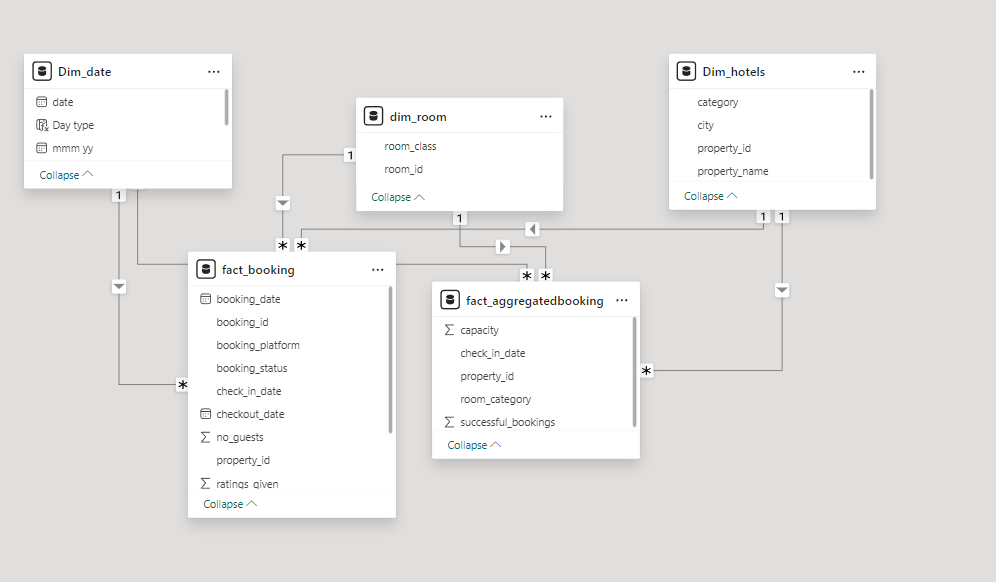 Dim_date
date
Day type
mmm yy
Collapse
dim_room
room_class
room_id
Collapse
Dim_hotels
category
city
property_id
property_name
Collapse
1
1
1
1
1
*
*
*
*
*
*
fact_booking
booking_date
booking_id
booking_platform
booking_status
check_in_date
checkout_date
no_guests
property_id
ratings_given
Collapse
fact_aggregatedbooking
capacity
check_in_date
property_id
room_category
successful_bookings
Collapse